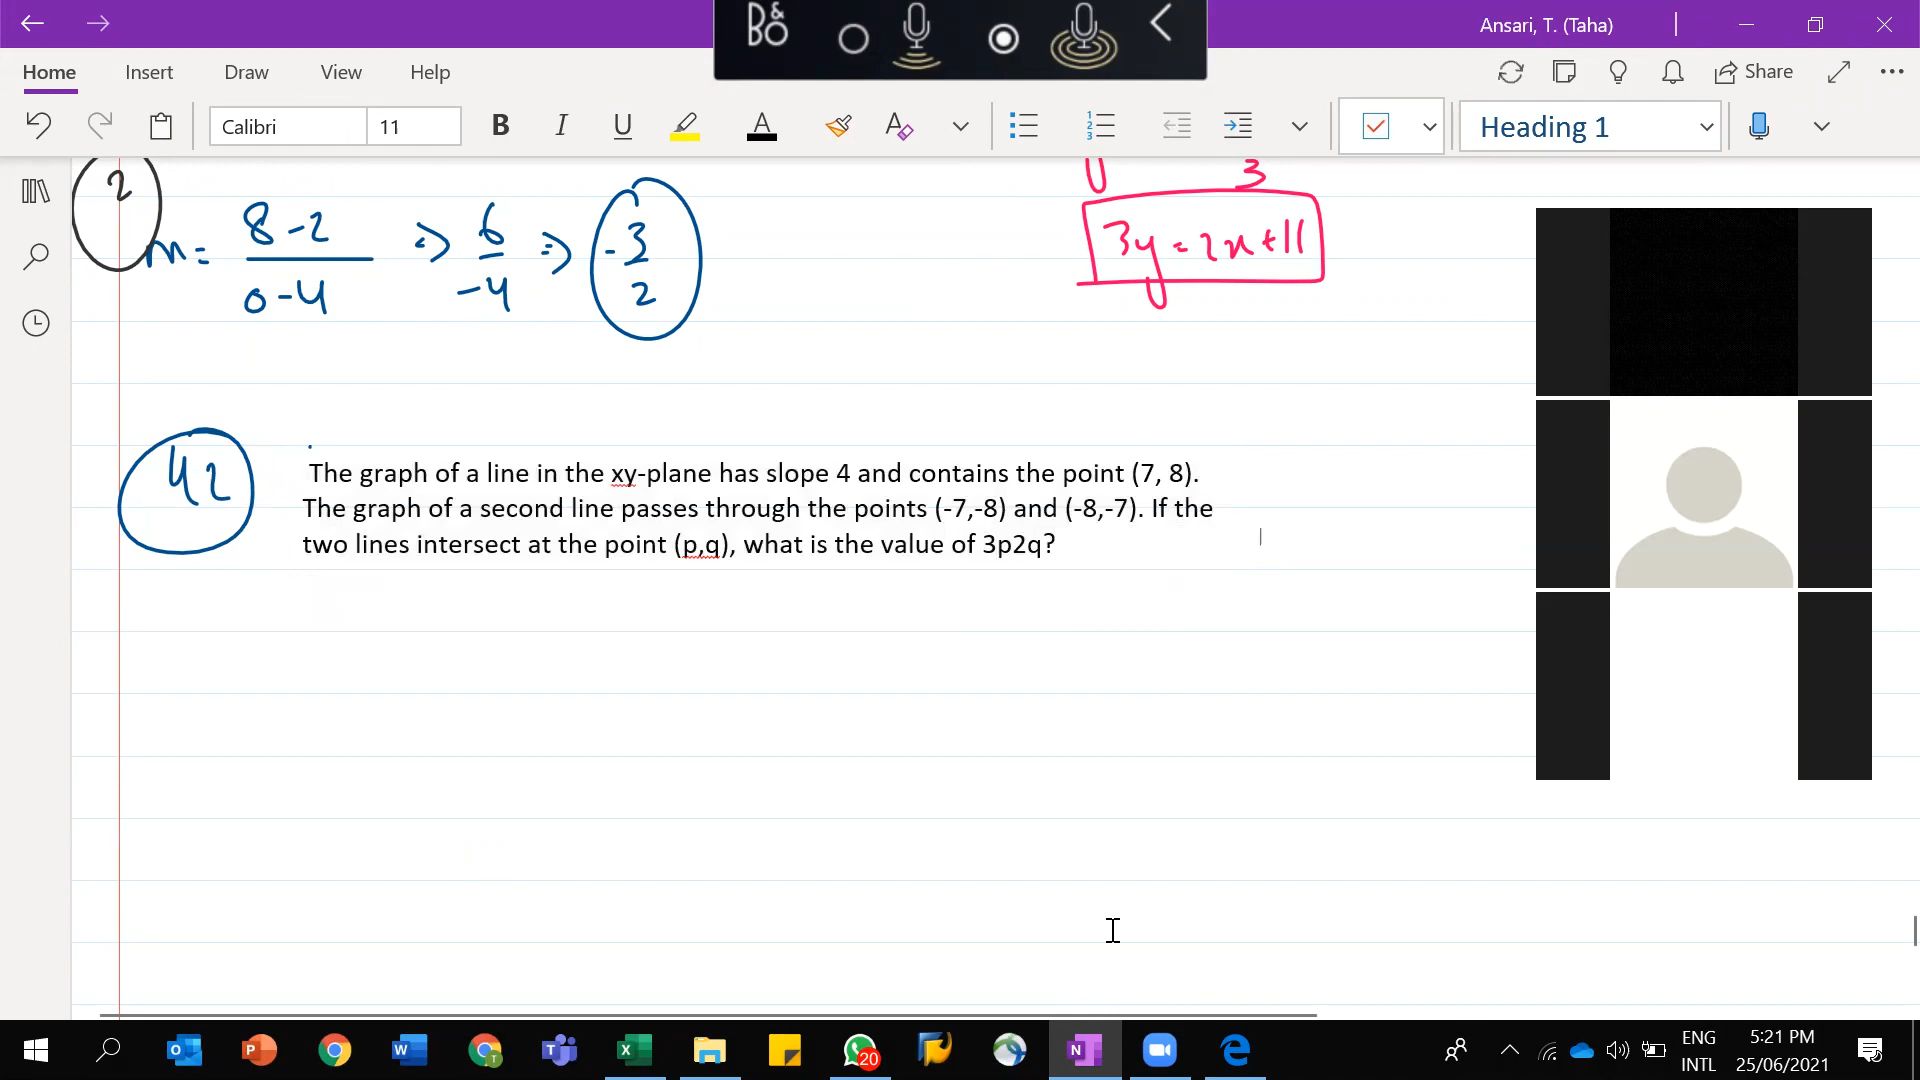 B&O
Ansari, T. (Taha)
Home Insert Draw View Help
Share
Calibri 11 B I U A A Heading 1
2
m = 8-2 / 0-4 => 6 / -4 => -3 / 2
3
3y = 2x+11
42
The graph of a line in the xy-plane has slope 4 and contains the point (7, 8).
The graph of a second line passes through the points (-7,-8) and (-8,-7). If the
two lines intersect at the point (p,q), what is the value of 3p2q?
20
ENG
INTL
5:21 PM
25/06/2021